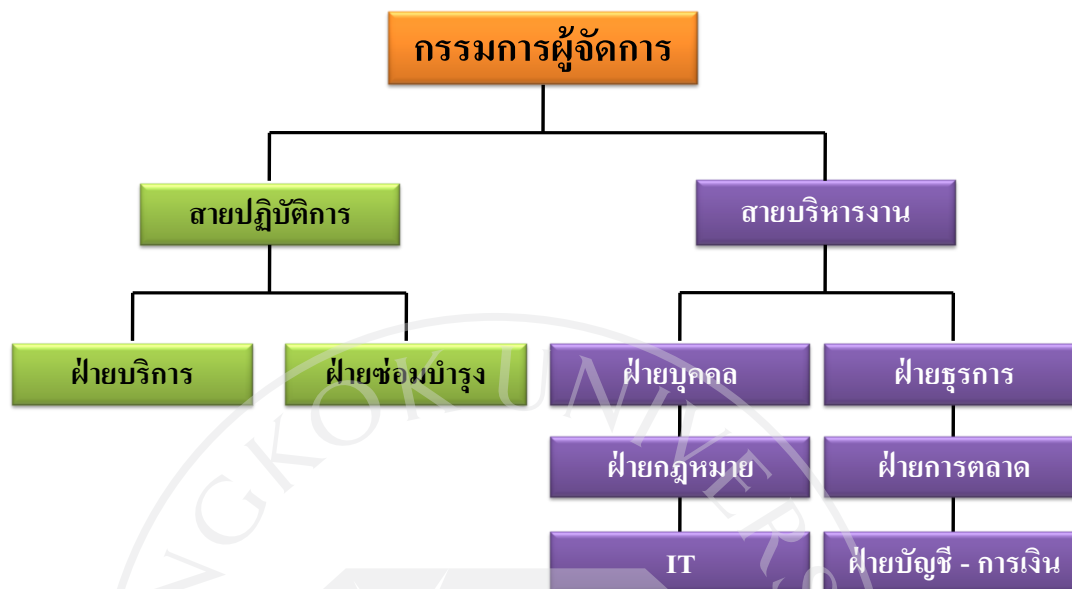 กรรมการผู้จัดการ
สายปฏิบัติการ
สายบริหารงาน
ฝ่ายบริการ
ฝ่ายซ่อมบำรุง
ฝ่ายบุคคล
ฝ่ายธุรการ
ฝ่ายกฎหมาย
ฝ่ายการตลาด
IT
ฝ่ายบัญชี - การเงิน